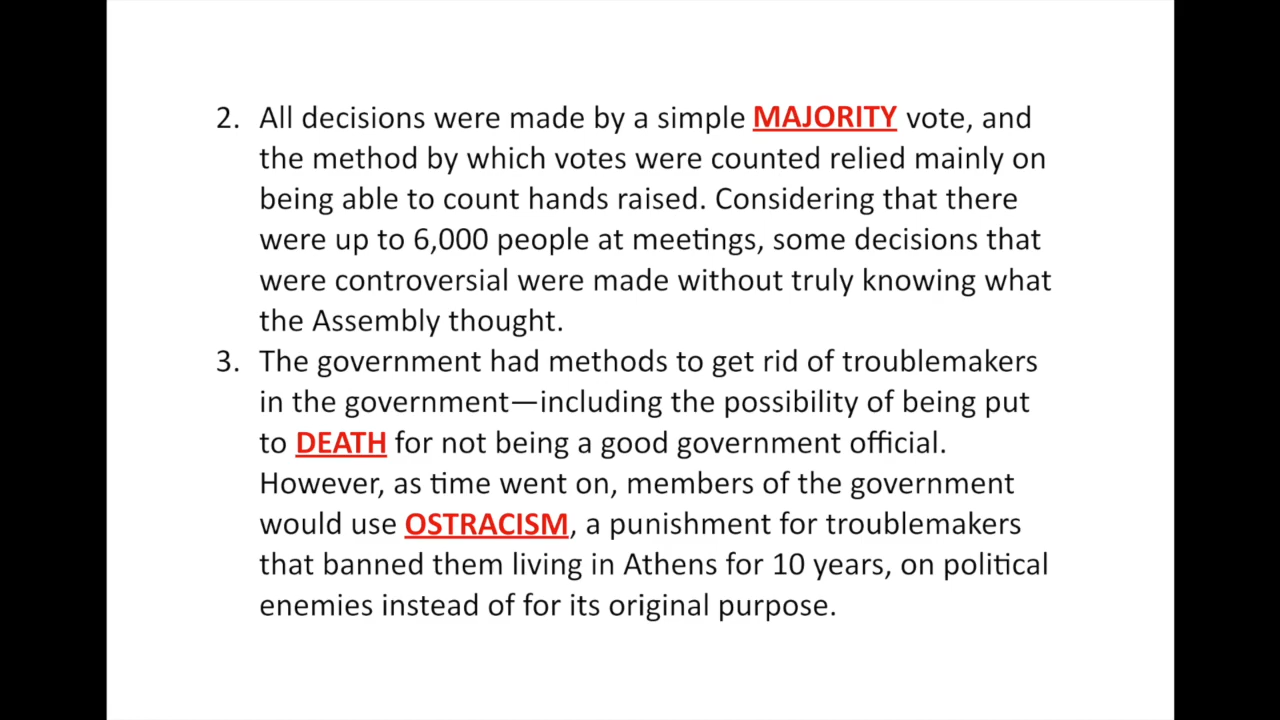 2. All decisions were made by a simple MAJORITY vote, and
the method by which votes were counted relied mainly on
being able to count hands raised. Considering that there
were up to 6,000 people at meetings, some decisions that
were controversial were made without truly knowing what
the Assembly thought.
3. The government had methods to get rid of troublemakers
in the government—including the possibility of being put
to DEATH for not being a good government official.
However, as time went on, members of the government
would use OSTRACISM, a punishment for troublemakers
that banned them living in Athens for 10 years, on political
enemies instead of for its original purpose.